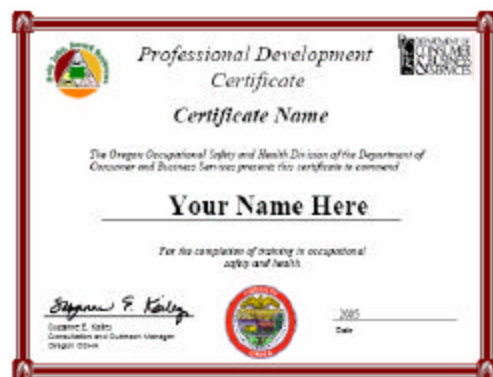 Professional Development
Certificate
DEPARTMENT OF
CONSUMER
& BUSINESS
SERVICES
Certificate Name
The Oregon Occupational Safety and Health Division of the Department of
Consumer and Business Services presents this certificate to commend
Your Name Here
For the completion of training in occupational
safety and health
Suzanne E.
Consultation and Outreach Manager
Oregon OSHA
2005
Date